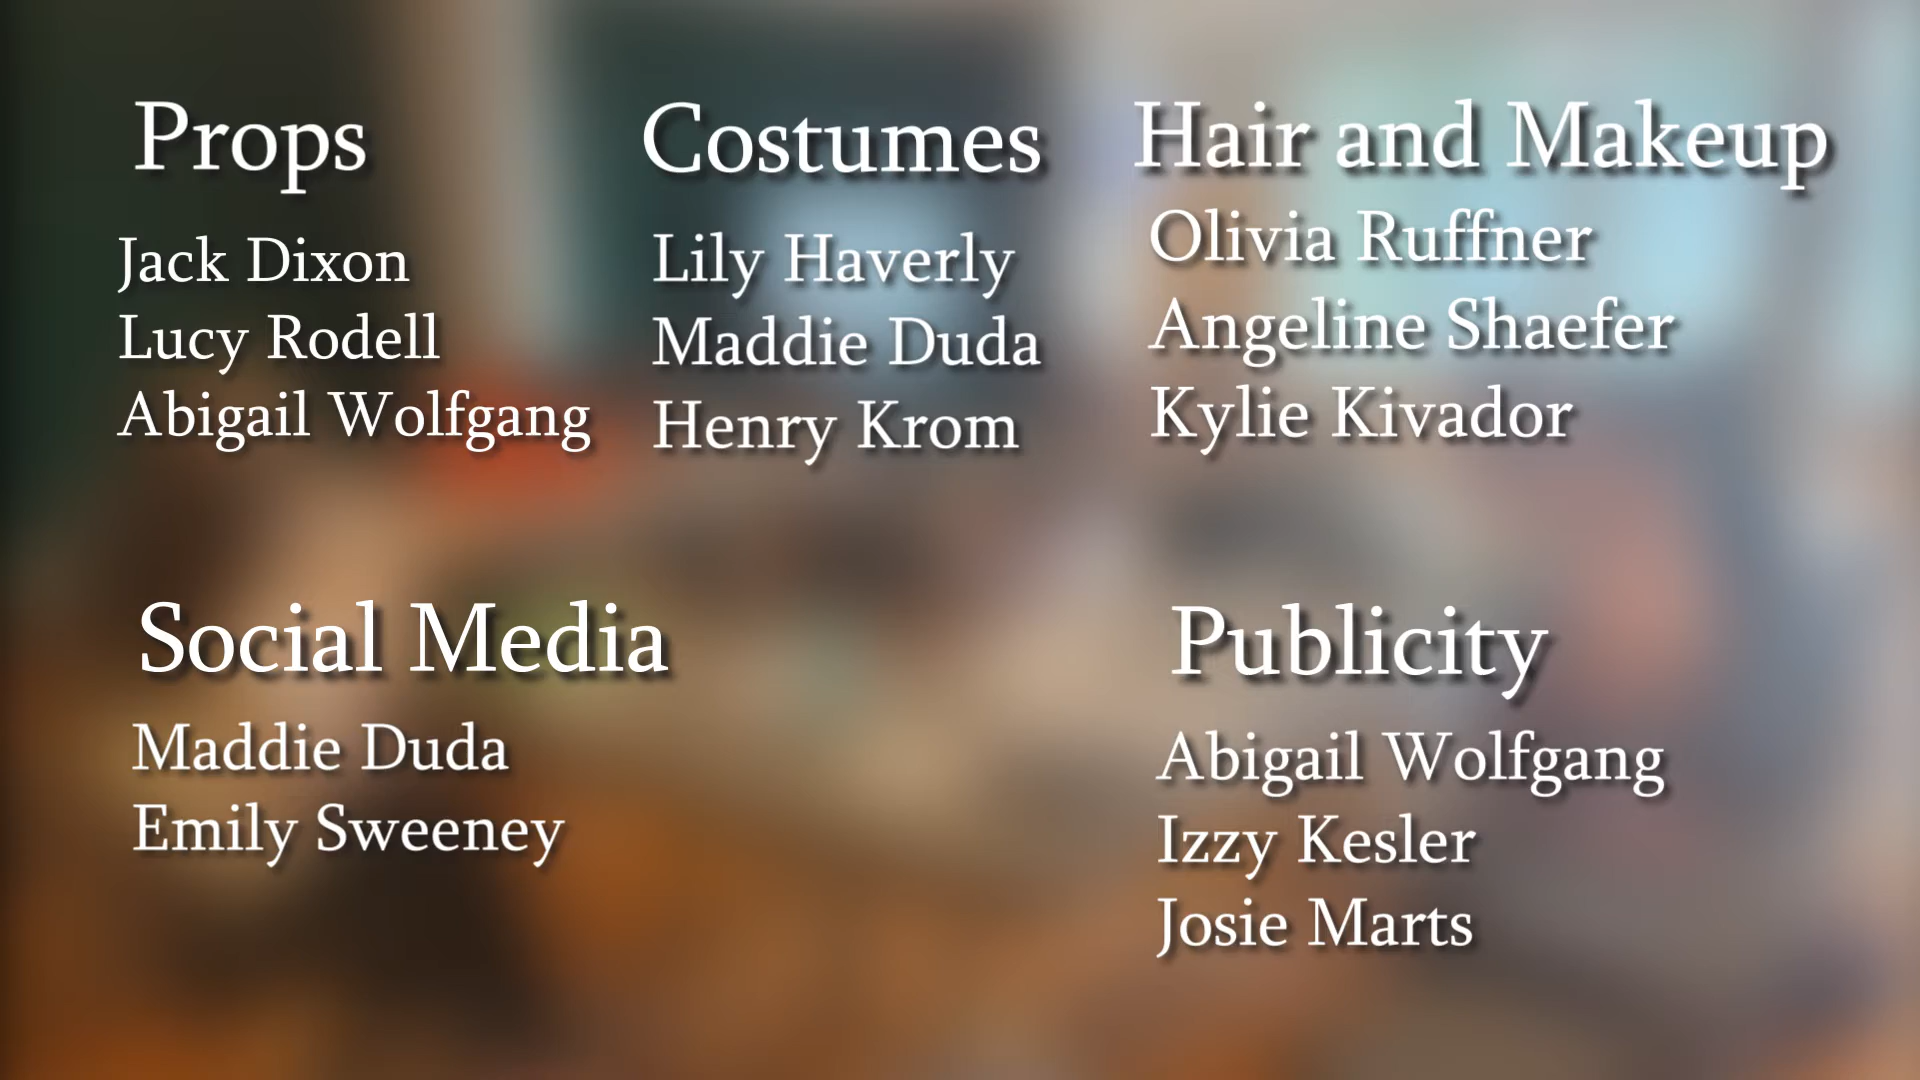 Props
Jack Dixon
Lucy Rodell
Abigail Wolfgang
Costumes
Lily Haverly
Maddie Duda
Henry Krom
Hair and Makeup
Olivia Ruffner
Angeline Shaefer
Kylie Kivador
Social Media
Maddie Duda
Emily Sweeney
Publicity
Abigail Wolfgang
Izzy Kesler
Josie Marts